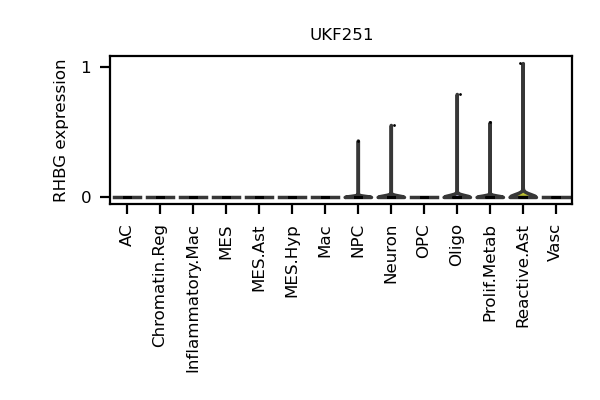 UKF251
RHBG expression
1
0
AC
Chromatin.Reg
Inflammatory.Mac
MES
MES.Ast
MES.Hyp
Mac
NPC
Neuron
OPC
Oligo
Prolif.Metab
Reactive.Ast
Vasc